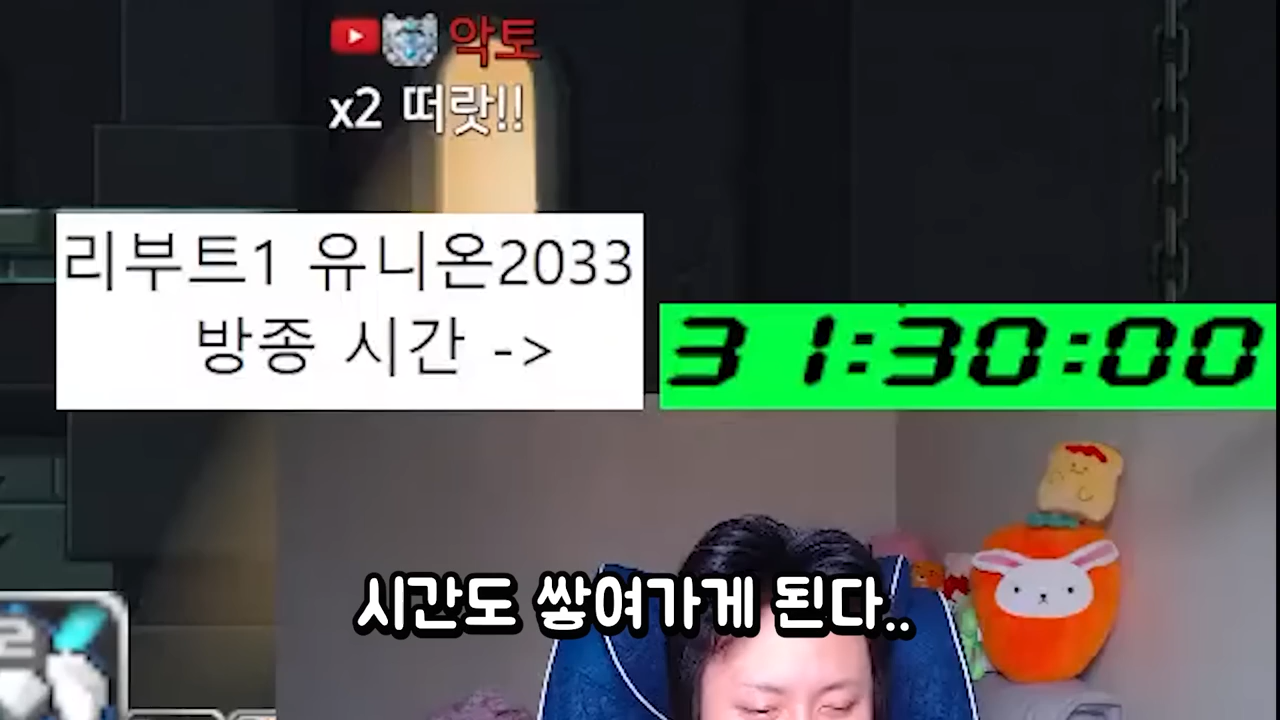 악토
x2 떠랏!!
리부트1 유니온2033
방종 시간 ->
31:30:00
시간도 쌓여가게 된다..